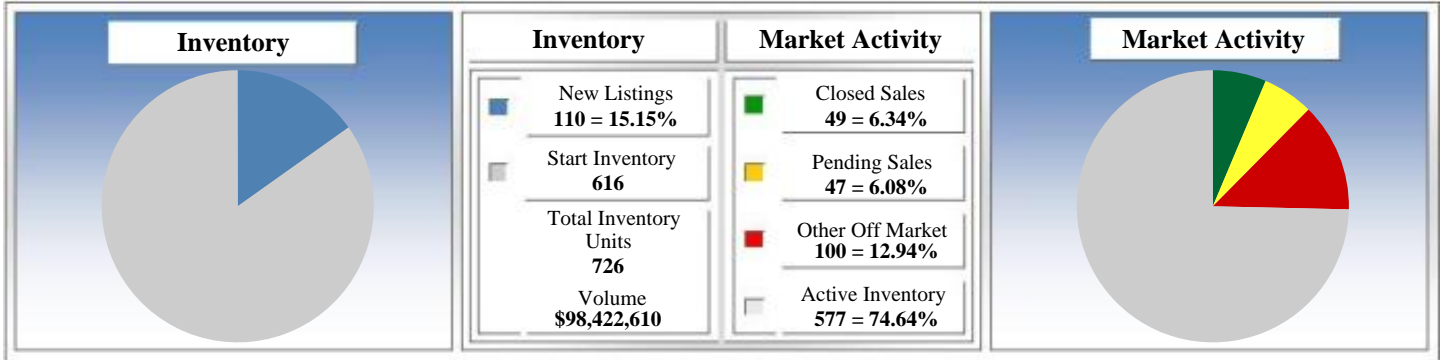 Inventory
Inventory
New Listings
110 = 15.15%
Start Inventory
616
Total Inventory
Units
726
Volume
$98,422,610
Market Activity
Closed Sales
49 = 6.34%
Pending Sales
47 = 6.08%
Other Off Market
100 = 12.94%
Active Inventory
577 = 74.64%
Market Activity